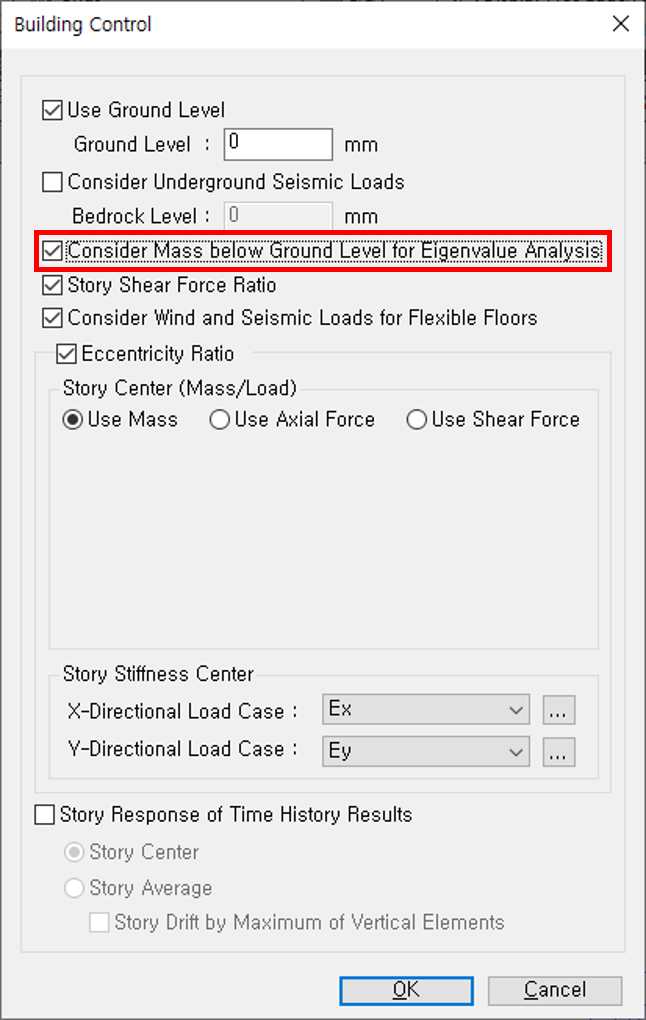 Building Control
Use Ground Level
Ground Level : 0 mm
Consider Underground Seismic Loads
Bedrock Level : 0 mm
Consider Mass below Ground Level for Eigenvalue Analysis
Story Shear Force Ratio
Consider Wind and Seismic Loads for Flexible Floors
Eccentricity Ratio
Story Center (Mass/Load)
Use Mass Use Axial Force Use Shear Force
Story Stiffness Center
X-Directional Load Case : Ex ...
Y-Directional Load Case : Ey ...
Story Response of Time History Results
Story Center
Story Average
Story Drift by Maximum of Vertical Elements
OK Cancel